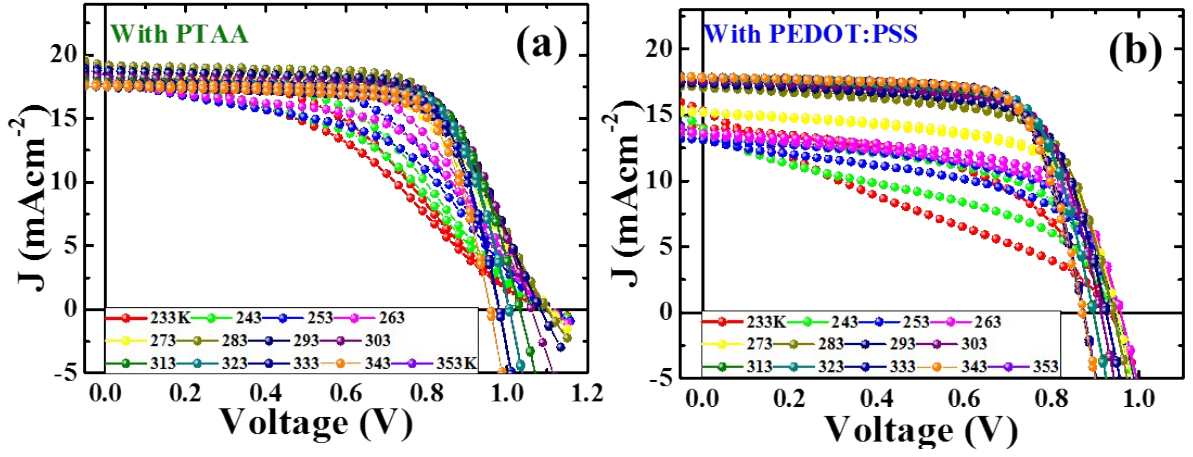 With PTAA
(a)
20
15
10
5
0
-5
J (mAcm-2)
233K 243 253 263
273 283 293 303
313 323 333 343 353K
0.0 0.2 0.4 0.6 0.8 1.0 1.2
Voltage (V)
With PEDOT:PSS
(b)
20
15
10
5
0
-5
J (mAcm-2)
233K 243 253 263
273 283 293 303
313 323 333 343 353
0.0 0.2 0.4 0.6 0.8 1.0
Voltage (V)